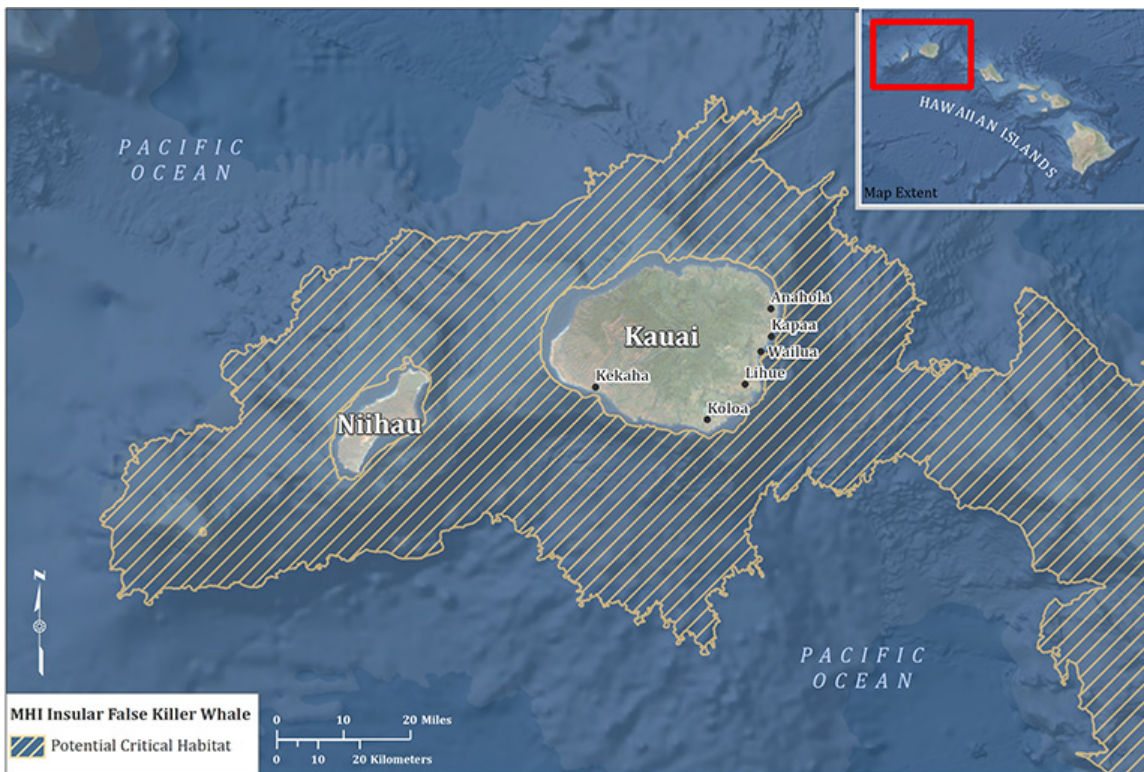 PACIFIC
OCEAN
HAWAIIAN ISLANDS
Map Extent
Anahola
Kauai
Kapaa
Wailua
Kekaha
Lihue
Niihau
Koloa
N
PACIFIC
OCEAN
MHI Insular False Killer Whale
Potential Critical Habitat
0 10 20 Miles
0 10 20 Kilometers